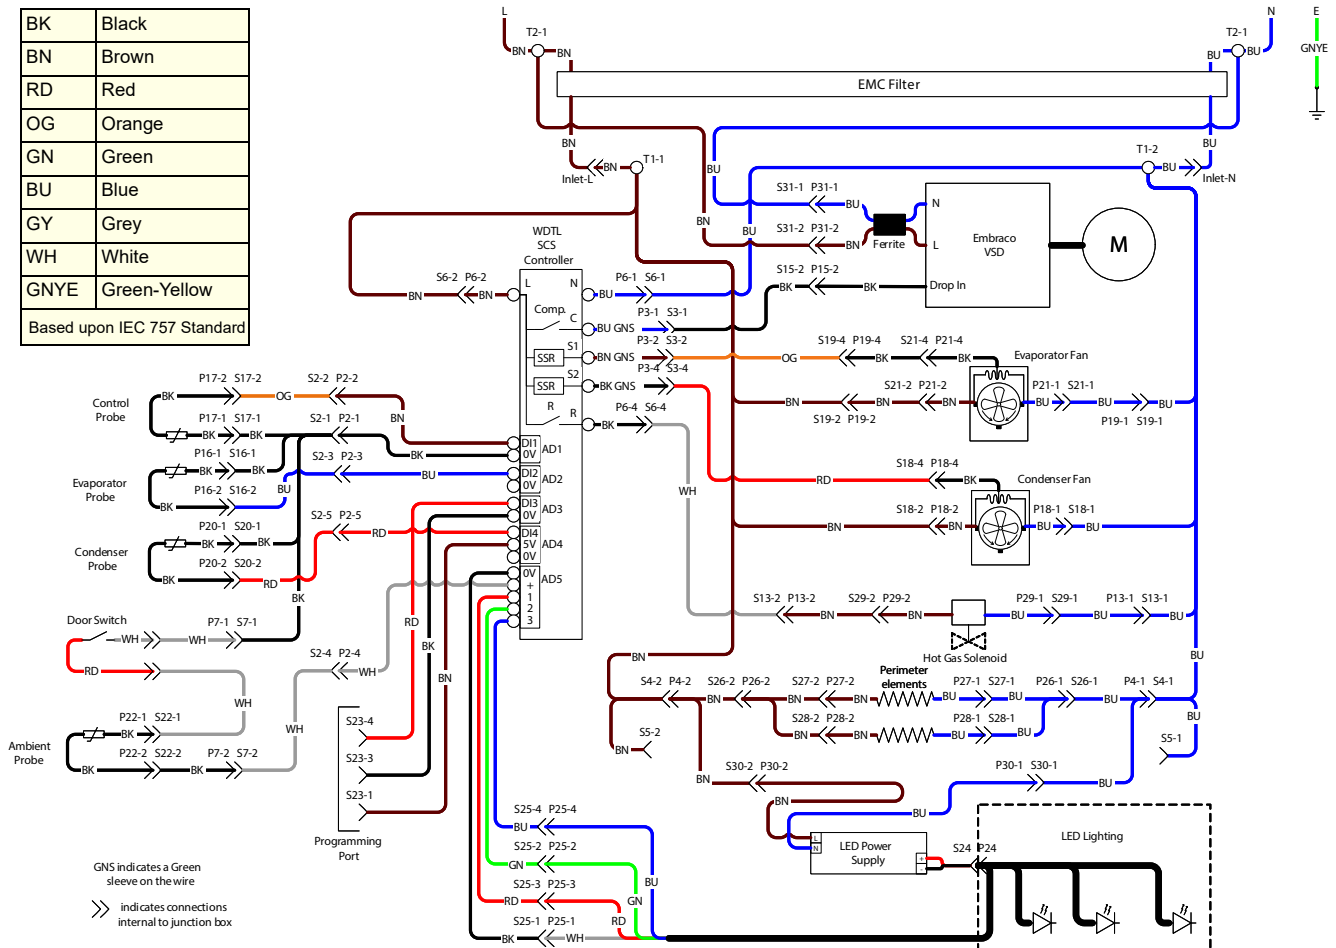 BK Black
BN Brown
RD Red
OG Orange
GN Green
BU Blue
GY Grey
WH White
GNYE Green-Yellow
Based upon IEC 757 Standard
L
T2-1
BN
BN
EMC Filter
N
T2-1
BU
BU
E
GNYE
BN
Inlet-L
BN
T1-1
BU
T1-2
BU
Inlet-N
BU
BN
BU
S31-1 P31-1
BU
S31-2 P31-2
BN
Ferrite
N
L
Embraco
VSD
Drop In
M
S15-2 P15-2
BK
BK
WDTL
SCS
Controller
S6-2 P6-2
BN
BN
L
N
BU
P6-1 S6-1
Comp.
C
BU GNS
P3-1 S3-1
SSR
S1
BN GNS
P3-2 S3-2
SSR
S2
BK GNS
P3-4 S3-4
R
R
BK
P6-4 S6-4
OG
S19-4 P19-4
BK
S21-4 P21-4
BK
Evaporator Fan
BN
S19-2 P19-2
BN
S21-2 P21-2
BN
BU
P21-1 S21-1
BU
P19-1 S19-1
BU
RD
S18-4 P18-4
BK
Condenser Fan
BN
S18-2 P18-2
BN
BU
P18-1 S18-1
BU
WH
S13-2 P13-2
BN
S29-2 P29-2
BN
Hot Gas Solenoid
BU
P29-1 S29-1
BU
P13-1 S13-1
BU
Control
Probe
P17-2 S17-2
BK
OG
S2-2 P2-2
BN
P17-1 S17-1
BK
BK
S2-1 P2-1
BK
Evaporator
Probe
P16-1 S16-1
BK
BK
P16-2 S16-2
BK
BU
S2-3 P2-3
BU
Condenser
Probe
P20-1 S20-1
BK
BK
P20-2 S20-2
BK
RD
S2-5 P2-5
RD
BK
DI1
0V
AD1
DI2
0V
AD2
DI3
0V
AD3
DI4
5V
0V
AD4
0V
+
1
2
3
AD5
Door Switch
WH
WH
P7-1 S7-1
RD
WH
S2-4 P2-4
WH
WH
Ambient
Probe
P22-1 S22-1
BK
P22-2 S22-2
BK
BK
P7-2 S7-2
RD
BK
BN
S23-4
S23-3
S23-1
Programming
Port
BN
BN
S5-2
S4-2 P4-2
S26-2 P26-2
BN
BN
S27-2 P27-2
BN
BN
S28-2 P28-2
BN
BN
Perimeter
elements
BU
P27-1 S27-1
BU
BU
P28-1 S28-1
BU
P26-1 S26-1
BU
P4-1 S4-1
BU
BU
S5-1
BN
S30-2 P30-2
BN
P30-1 S30-1
BU
BU
L
N
LED Power
Supply
+
-
S24 P24
LED Lighting
S25-4 P25-4
BU
S25-2 P25-2
GN
S25-3 P25-3
RD
S25-1 P25-1
BK
WH
BU
GN
RD
GNS indicates a Green
sleeve on the wire
indicates connections
internal to junction box